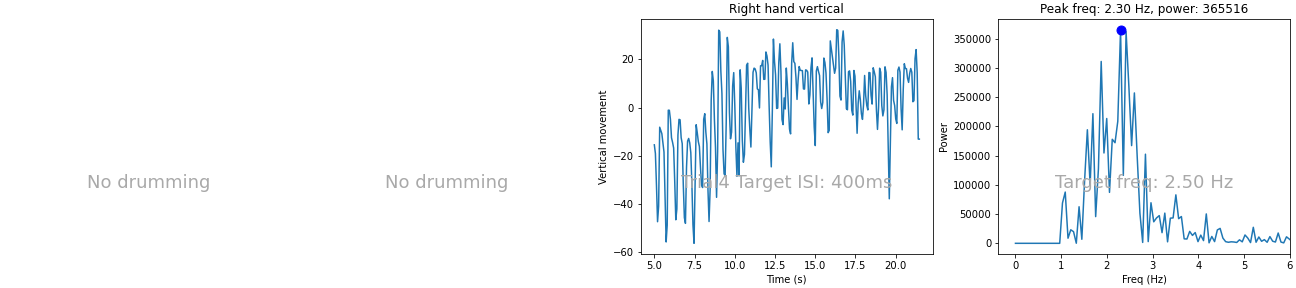 No drumming
No drumming
Right hand vertical
Vertical movement
20
0
−20
−40
−60
5.0 7.5 10.0 12.5 15.0 17.5 20.0
Time (s)
Trial 4 Target ISI: 400ms
Peak freq: 2.30 Hz, power: 365516
Power
350000
300000
250000
200000
150000
100000
50000
0
0 1 2 3 4 5 6
Freq (Hz)
Target freq: 2.50 Hz